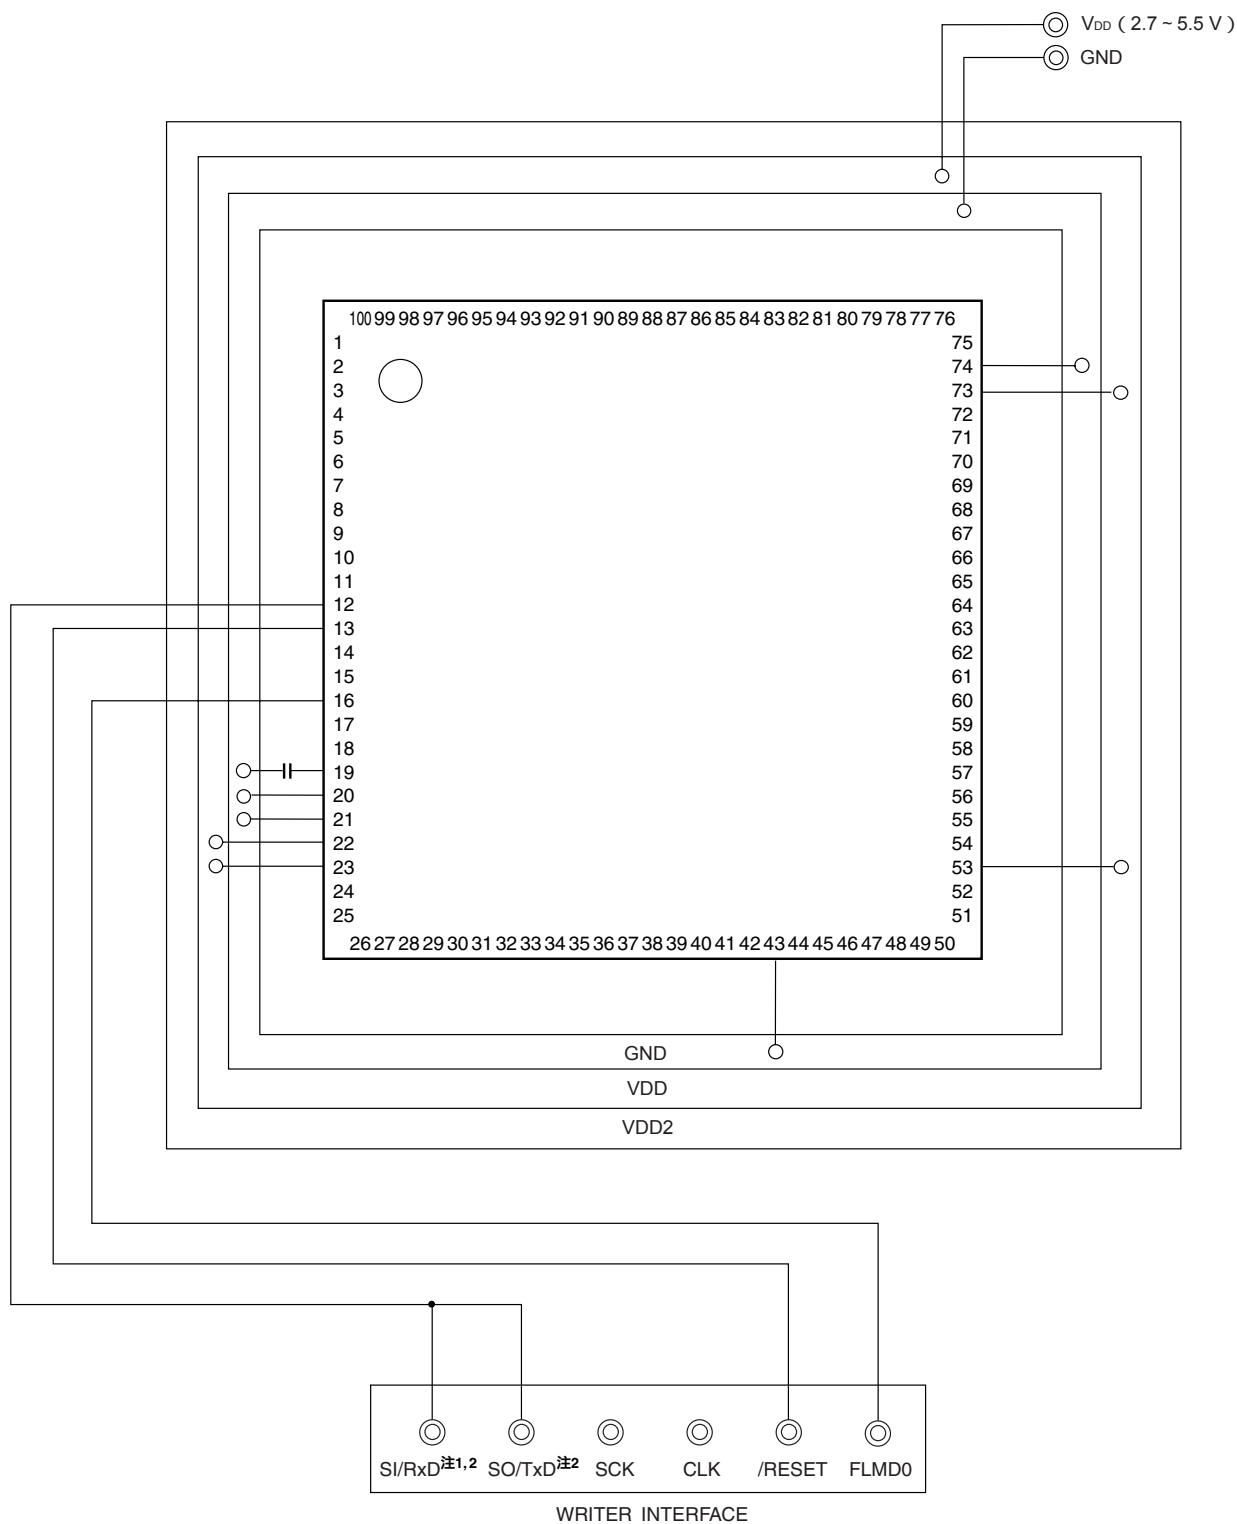 VDD ( 2.7 ~ 5.5 V )
GND
100 99 98 97 96 95 94 93 92 91 90 89 88 87 86 85 84 83 82 81 80 79 78 77 76
1 75
2 74
3 73
4 72
5 71
6 70
7 69
8 68
9 67
10 66
11 65
12 64
13 63
14 62
15 61
16 60
17 59
18 58
19 57
20 56
21 55
22 54
23 53
24 52
25 51
26 27 28 29 30 31 32 33 34 35 36 37 38 39 40 41 42 43 44 45 46 47 48 49 50
GND
VDD
VDD2
SI/RxD注1, 2 SO/TxD注2 SCK CLK /RESET FLMD0
WRITER INTERFACE